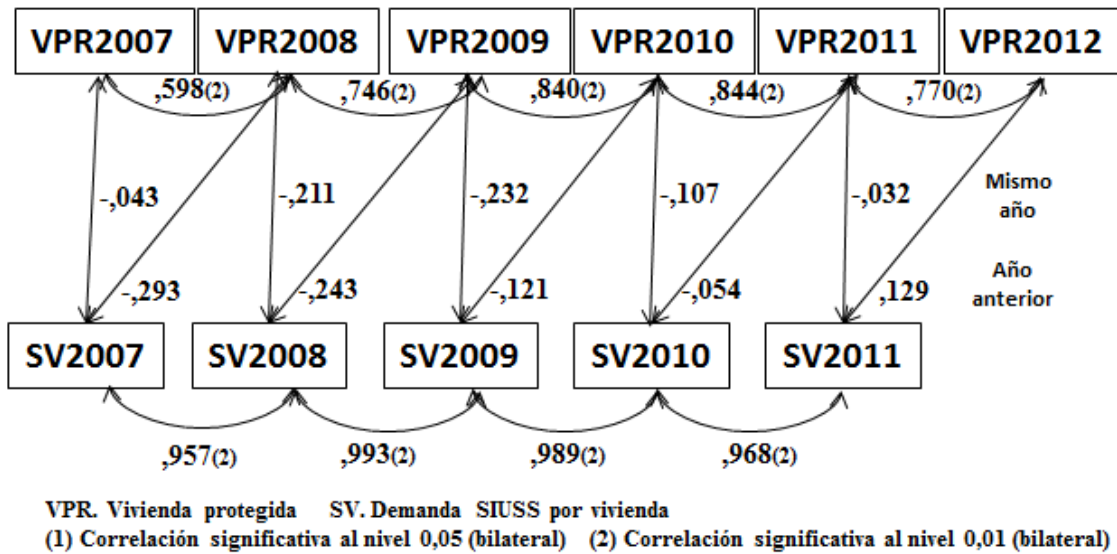 VPR2007 VPR2008 VPR2009 VPR2010 VPR2011 VPR2012
,598(2) ,746(2) ,840(2) ,844(2) ,770(2)
-,043 -,211 -,232 -,107 -,032 Mismo
año
-,293 -,243 -,121 -,054 ,129 Año
anterior
SV2007 SV2008 SV2009 SV2010 SV2011
,957(2) ,993(2) ,989(2) ,968(2)
VPR. Vivienda protegida SV. Demanda SIUSS por vivienda
(1) Correlación significativa al nivel 0,05 (bilateral) (2) Correlación significativa al nivel 0,01 (bilateral)